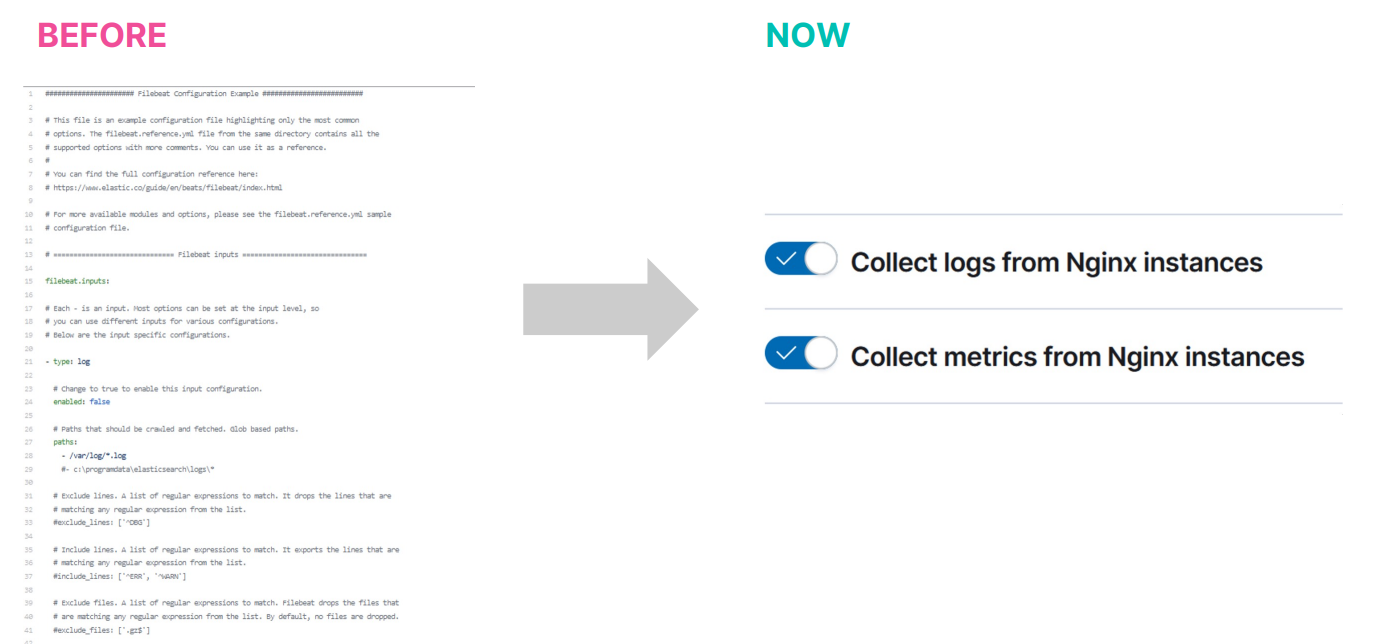 BEFORE
NOW
1 ###################### Filebeat Configuration Example #########################
2
3 # This file is an example configuration file highlighting only the most common
4 # options. The filebeat.reference.yml file from the same directory contains all the
5 # supported options with more comments. You can use it as a reference.
6 #
7 # You can find the full configuration reference here:
8 # https://www.elastic.co/guide/en/beats/filebeat/index.html
9
10 # For more available modules and options, please see the filebeat.reference.yml sample
11 # configuration file.
12
13 # ============================== Filebeat inputs ===============================
14
15 filebeat.inputs:
16
17 # Each - is an input. Most options can be set at the input level, so
18 # you can use different inputs for various configurations.
19 # Below are the input specific configurations.
20
21 - type: log
22
23 # Change to true to enable this input configuration.
24 enabled: false
25
26 # Paths that should be crawled and fetched. Glob based paths.
27 paths:
28 - /var/log/*.log
29 #- c:\programdata\elasticsearch\logs\*
30
31 # Exclude lines. A list of regular expressions to match. It drops the lines that are
32 # matching any regular expression from the list.
33 #exclude_lines: ['^DBG']
34
35 # Include lines. A list of regular expressions to match. It exports the lines that are
36 # matching any regular expression from the list.
37 #include_lines: ['^ERR', '^WARN']
38
39 # Exclude files. A list of regular expressions to match. Filebeat drops the files that
40 # are matching any regular expression from the list. By default, no files are dropped.
41 #exclude_files: ['.gz$']
42
Collect logs from Nginx instances
Collect metrics from Nginx instances